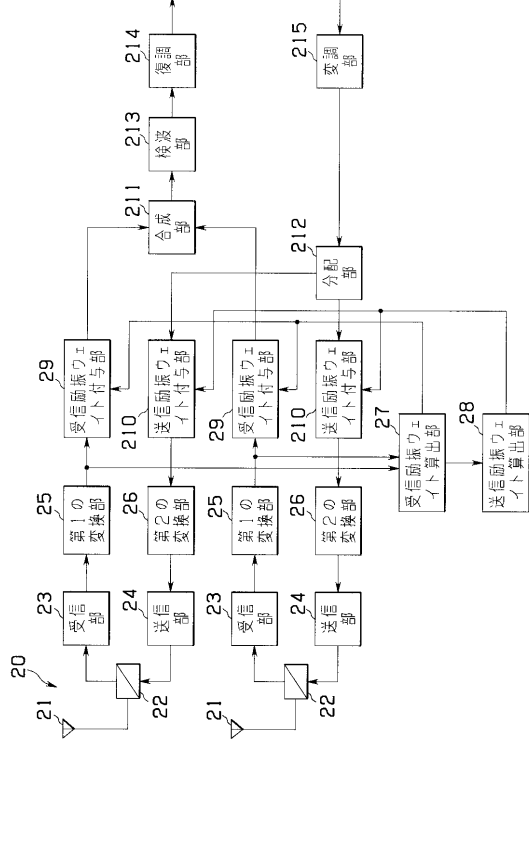 20
21
22
23
受信
部
24
送信
部
25
第1の
変換部
26
第2の
変換部
29
受信励振ウェ
イト付与部
210
送信励振ウェ
イト付与部
21
22
23
受信
部
24
送信
部
25
第1の
変換部
26
第2の
変換部
29
受信励振ウェ
イト付与部
210
送信励振ウェ
イト付与部
27
受信励振ウェ
イト算出部
28
送信励振ウェ
イト算出部
211
合成
部
212
分配
部
213
検波
部
214
復調
部
215
変調
部